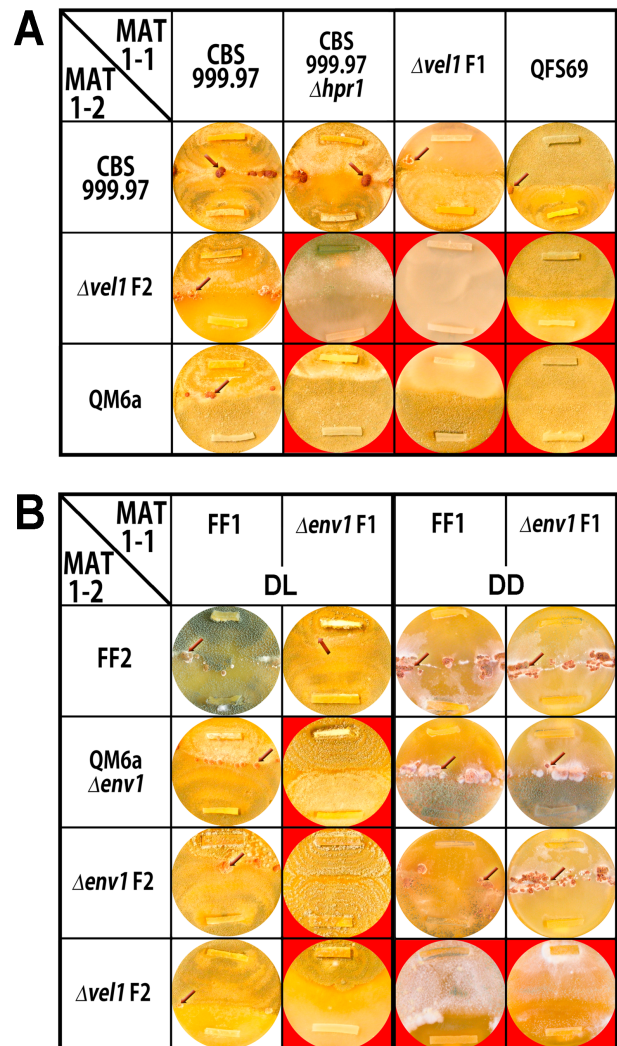 A
MAT
1-1
MAT
1-2
CBS
999.97
CBS
999.97
Δhpr1
Δvel1 F1
QFS69
CBS
999.97
Δvel1 F2
QM6a
B
MAT
1-1
MAT
1-2
FF1
Δenv1 F1
FF1
Δenv1 F1
DL
DD
FF2
QM6a
Δenv1
Δenv1 F2
Δvel1 F2